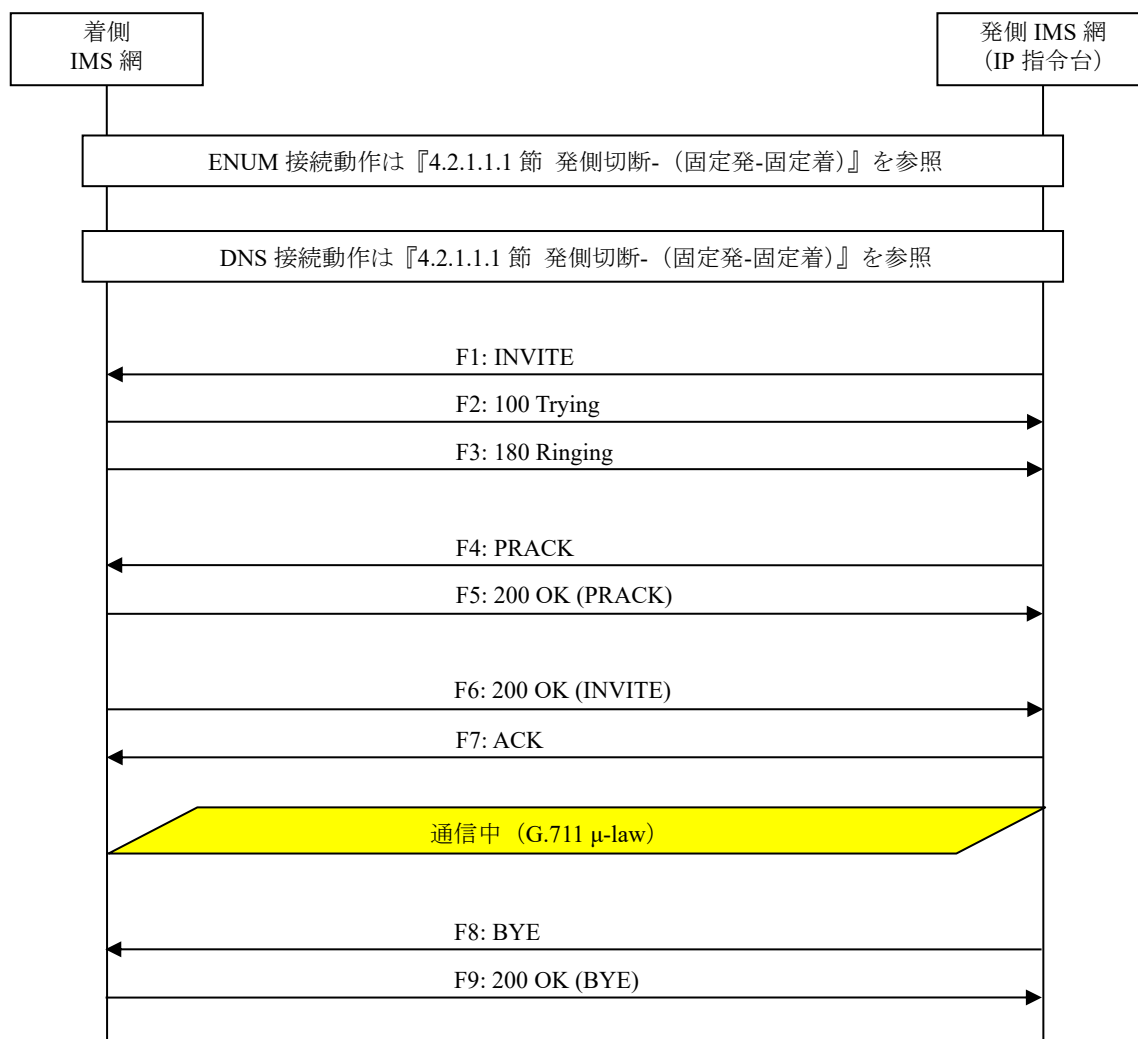 着側
IMS 網
発側 IMS 網
（IP 指令台）
ENUM 接続動作は『4.2.1.1.1 節 発側切断-（固定発-固定着）』を参照
DNS 接続動作は『4.2.1.1.1 節 発側切断-（固定発-固定着）』を参照
F1: INVITE
F2: 100 Trying
F3: 180 Ringing
F4: PRACK
F5: 200 OK (PRACK)
F6: 200 OK (INVITE)
F7: ACK
通信中（G.711 μ-law）
F8: BYE
F9: 200 OK (BYE)